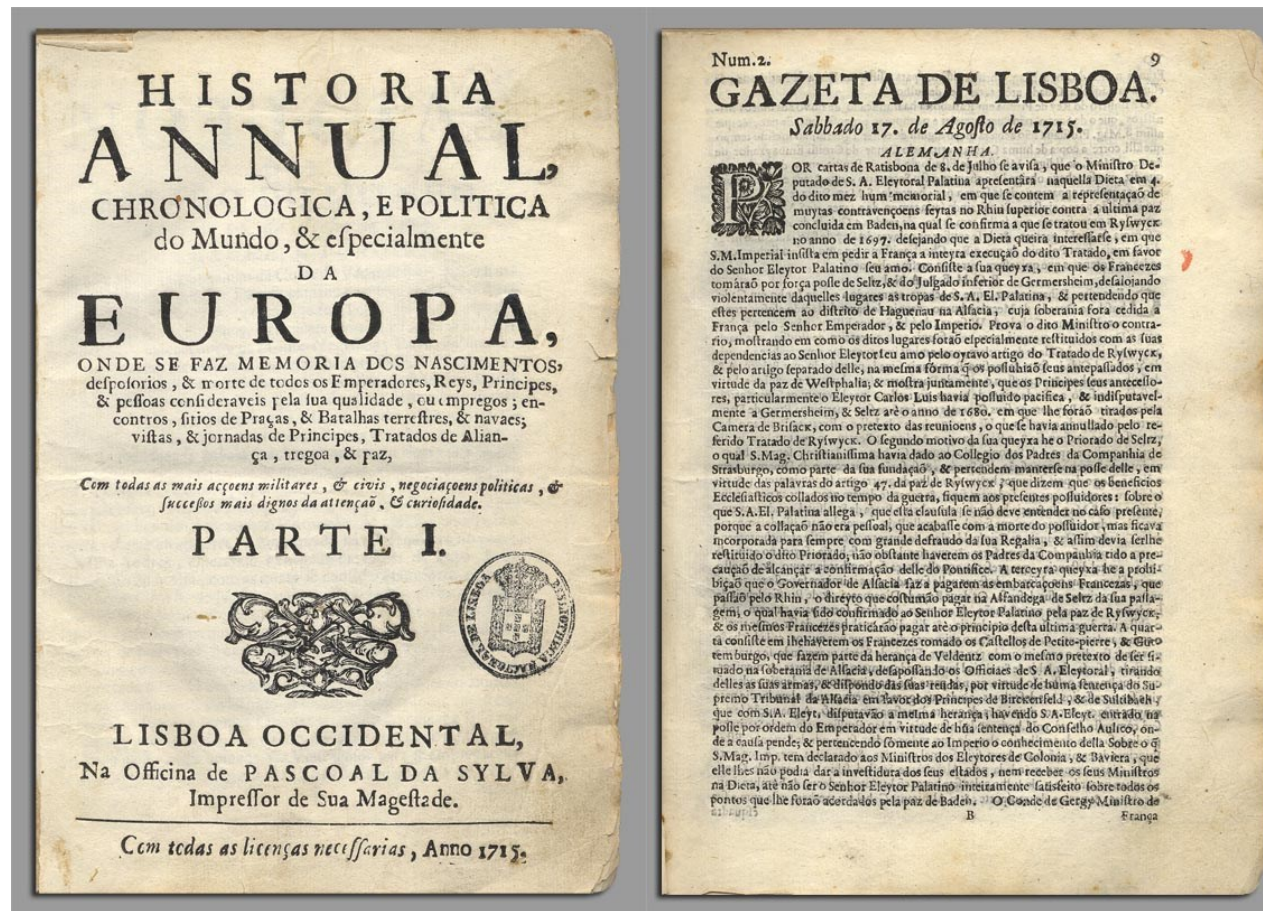 HISTORIA
ANNUAL,
CHRONOLOGICA, E POLITICA
do Mundo, & eſpecialmente
DA
EUROPA,
ONDE SE FAZ MEMORIA DOS NASCIMENTOS,
deſpoſorios, & morte de todos os Emperadores, Reys, Principes,
& peſſoas conſideraveis pela ſua qualidade, ou empregos; en-
contros, ſitios de Praças, & Batalhas terreſtres, & navaes;
viſtas, & jornadas de Principes, Tratados de Alian-
ça, tregoa, & paz,
Com todas as mais acçoens militares, & civis, negociaçoens politicas, &
ſucceſſos mais dignos da attençaõ, & curioſidade.
PARTE I.
BIBLIOTHECA NACIONAL DE LISBOA
LISBOA OCCIDENTAL,
Na Officina de PASCOAL DA SYLVA,
Impreſſor de Sua Mageſtade.
Com todas as licenças neceſſarias, Anno 1715.
Num.2. 9
GAZETA DE LISBOA.
Sabbado 17. de Agoſto de 1715.
ALEMANHA.
POR cartas de Ratisbona de 8. de Julho ſe aviſa, que o Miniſtro De-
putado de S. A. Eleytoral Palatina apreſentára naquella Dieta em 4.
do dito mez hum memorial, em que ſe contem a repreſentaçaõ de
muytas contravençoens feytas no Rhin ſuperior contra a ultima paz
concluida em Baden, na qual ſe confirma a que ſe tratou em Ryſwyck
no anno de 1697. deſejando que a Dieta queira intereſſarſe, em que
S.M.Imperial inſiſta em pedir a França a inteyra execuçaõ do dito Tratado, em favor
do Senhor Eleytor Palatino ſeu amo. Conſiſte a ſua queyxa, em que os Francezes
tomáraõ por força poſſe de Seltz, & do Julgado inferior de Germersheim, deſalojando
violentamente daquelles lugares as tropas de S. A. El. Palatina, & pertendendo que
eſtes pertencem ao diſtrito de Haguenau na Alſacia, cuja ſoberania fora cedida a
França pelo Senhor Emperador, & pelo Imperio. Prova o dito Miniſtro o contra-
rio, moſtrando em como os ditos lugares foraõ eſpecialmente reſtituidos com as ſuas
dependencias ao Senhor Eleytor ſeu amo pelo oytavo artigo do Tratado de Ryſwyck,
& pelo artigo ſeparado delle, na meſma fórma q̃ os poſſuhiaõ ſeus antepaſſados, em
virtude da paz de Weſtphalia; & moſtra juntamente, que os Principes ſeus anteceſſo-
res, particularmente o Eleytor Carlos Luis havia poſſuido pacifica, & indiſputavel-
mente a Germersheim, & Seltz atè o anno de 1680. em que lhe foraõ tirados pela
Camera de Briſack, com o pretexto das reunioens, o que ſe havia annullado pelo re-
ferido Tratado de Ryſwyck. O ſegundo motivo da ſua queyxa he o Priorado de Seltz,
o qual S.Mag. Chriſtianiſſima havia dado ao Collegio dos Padres da Companhia de
Strasburgo, como parte da ſua fundaçaõ, & pertendem manterſe na poſſe delle, em
virtude das palavras do artigo 47. da paz de Ryſwyck, que dizem que os beneficios
Eccleſiaſticos collados no tempo da guerra, fiquem aos preſentes poſſuidores: ſobre o
que S.A.El. Palatina allega, que eſta clauſula ſe não deve entender no caſo preſente,
porque a collaçaõ não era peſſoal, que acabaſſe com a morte do poſſuidor, mas ficava
incorporada para ſempre com grande defraudo da ſua Regalia, & aſſim devia ſerlhe
reſtituido o dito Priorado, não obſtante haverem os Padres da Companhia tido a pre-
cauçaõ de alcançar a confirmação delle do Pontifice. A terceyra queyxa he a prohi-
biçaõ que o Governador de Alſacia faz a pagarem as embarcaçoens Francezas, que
paſſaõ pelo Rhin, o direyto que coſtumão pagar na Alfandega de Seltz da ſua paſſa-
gem, o qual havia ſido confirmado ao Senhor Eleytor Palatino pela paz de Ryſwyck,
& os meſmos Francezes praticárão pagar atè o principio deſta ultima guerra. A quar-
ta conſiſte em lhe haverem os Francezes tomado os Caſtellos de Petite-pierre, & Gut-
temburgo, que fazem parte da herança de Veldentz com o meſmo pretexto de ſer ſi-
tuado na ſoberania de Alſacia, deſapoſſando os Officiaes de S. A. Eleytoral, tirando
delles as ſuas armas, & diſpondo das ſuas rendas, por virtude de huma ſentença do Su-
premo Tribunal da Alſacia em favor dos Principes de Birckenfeld, & de Sultzbach,
que com S.A. Eleyt. diſputavão a meſma herança; havendo S.A.Eleyt. entrado na
poſſe por ordem do Emperador em virtude de hũa ſentença do Conſelho Aulico, on-
de a cauſa pende; & pertencendo ſómente ao Imperio o conhecimento della. Sobre o q̃
S.Mag. Imp. tem declarado aos Miniſtros dos Eleytores de Colonia, & Baviera, que
elle lhes não podia dar a inveſtidura dos ſeus eſtados, nem receber os ſeus Miniſtros
na Dieta, atè não ſer o Senhor Eleytor Palatino inteiramente ſatisfeito ſobre todos os
pontos que lhe foraõ acordados pela paz de Baden. O Conde de Gergy Miniſtro de
B França